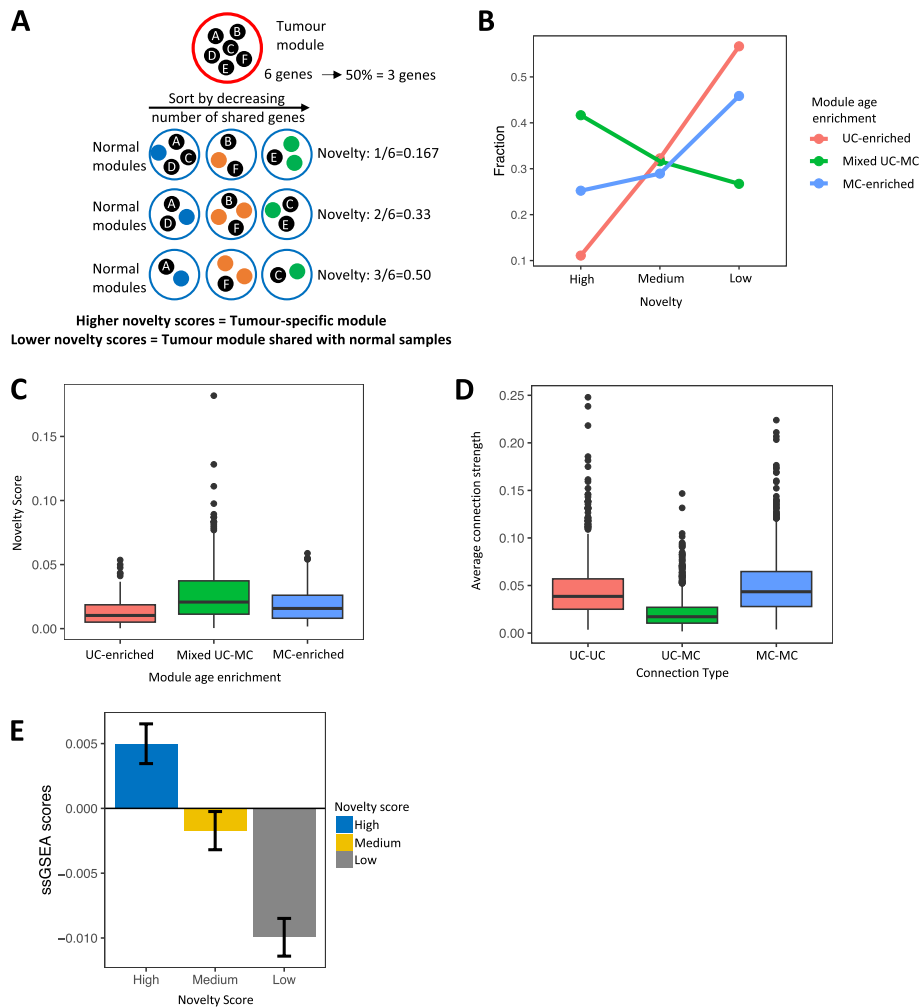 A
A
B
C
D
F
E
Tumour
module
6 genes → 50% = 3 genes
Sort by decreasing
number of shared genes
Normal
modules
A
C
D
B
F
E
Novelty: 1/6=0.167
Normal
modules
A
D
B
F
C
E
Novelty: 2/6=0.33
Normal
modules
A
F
C
Novelty: 3/6=0.50
Higher novelty scores = Tumour-specific module
Lower novelty scores = Tumour module shared with normal samples
B
Fraction
0.5
0.4
0.3
0.2
0.1
High Medium Low
Novelty
Module age
enrichment
UC-enriched
Mixed UC-MC
MC-enriched
C
Novelty Score
0.15
0.10
0.05
0.00
UC-enriched Mixed UC-MC MC-enriched
Module age enrichment
D
Average connection strength
0.25
0.20
0.15
0.10
0.05
0.00
UC-UC UC-MC MC-MC
Connection Type
E
ssGSEA scores
0.005
0.000
−0.005
−0.010
High Medium Low
Novelty Score
Novelty score
High
Medium
Low